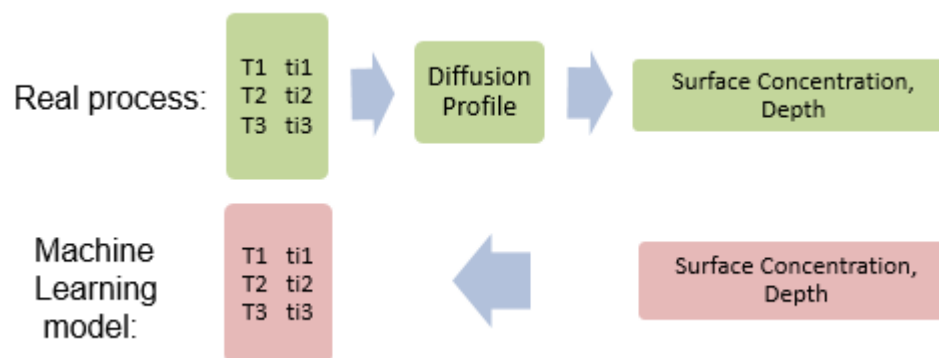 Real process:
T1 ti1
T2 ti2
T3 ti3
Diffusion
Profile
Surface Concentration,
Depth
Machine
Learning
model:
T1 ti1
T2 ti2
T3 ti3
Surface Concentration,
Depth